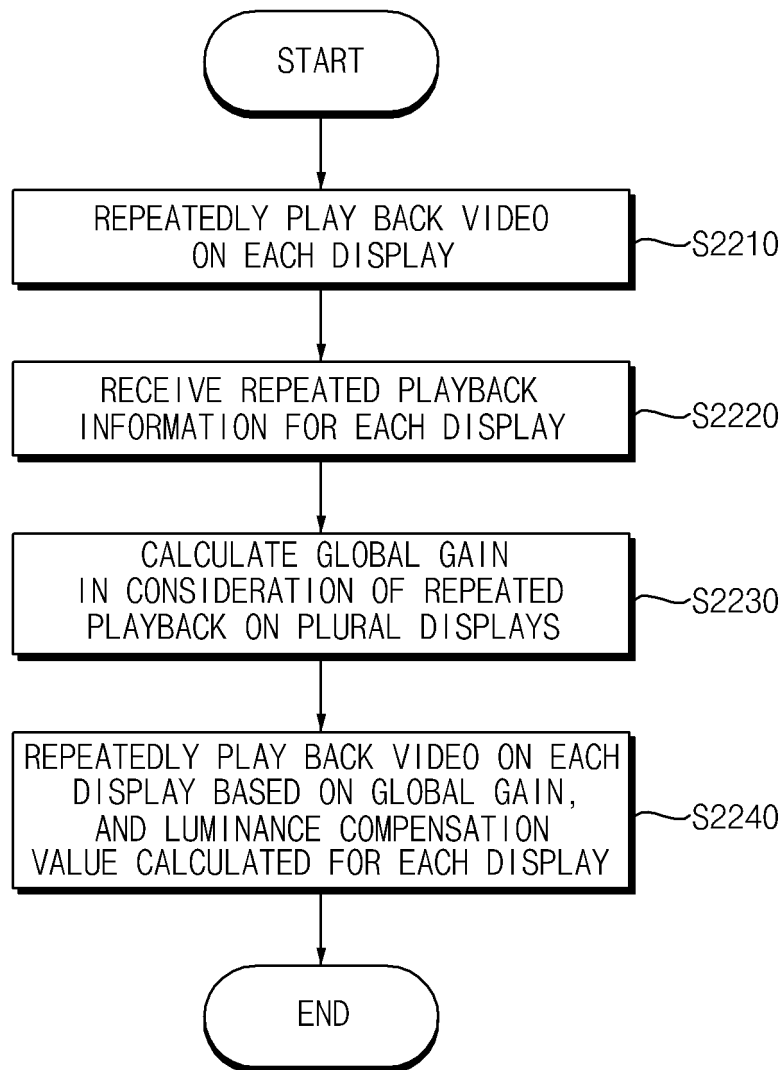 START
REPEATEDLY PLAY BACK VIDEO
ON EACH DISPLAY
S2210
RECEIVE REPEATED PLAYBACK
INFORMATION FOR EACH DISPLAY
S2220
CALCULATE GLOBAL GAIN
IN CONSIDERATION OF REPEATED
PLAYBACK ON PLURAL DISPLAYS
S2230
REPEATEDLY PLAY BACK VIDEO ON EACH
DISPLAY BASED ON GLOBAL GAIN,
AND LUMINANCE COMPENSATION
VALUE CALCULATED FOR EACH DISPLAY
S2240
END